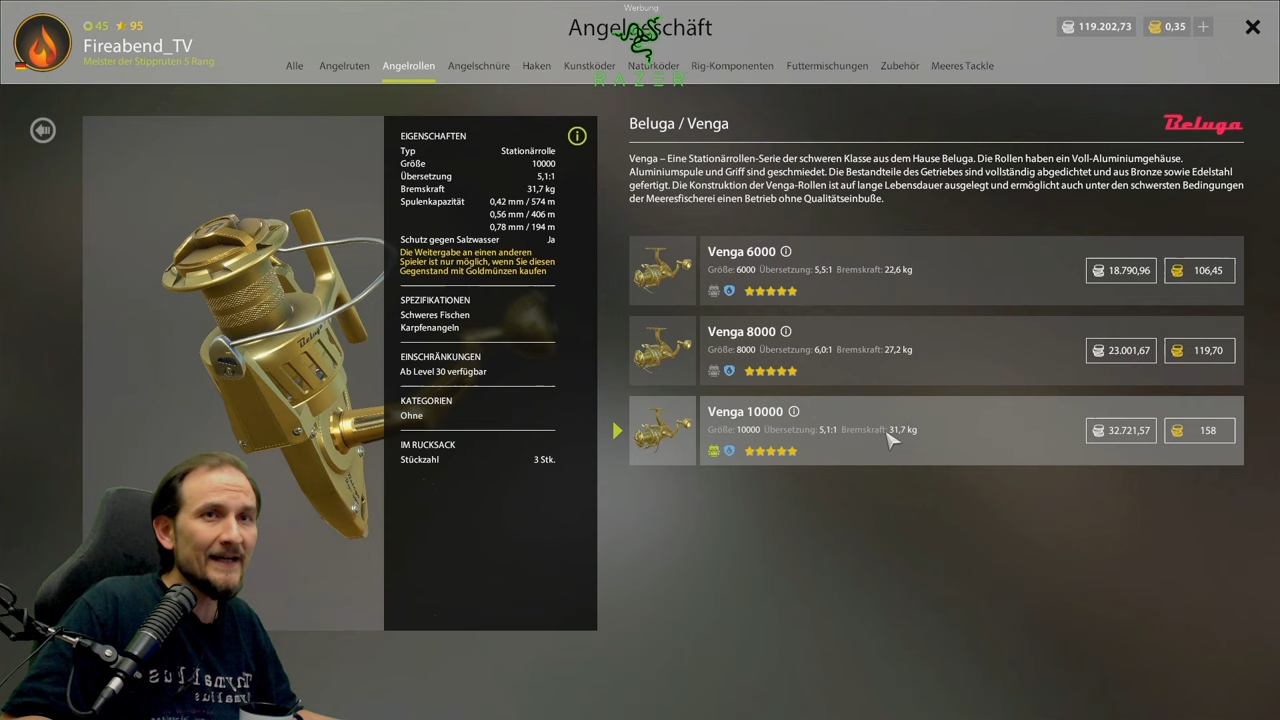 Werbung
Angelgeschäft
RAZER
45 95
Fireabend_TV
Meister der Stippruten 5 Rang
119.202,73
0,35
Alle Angelruten Angelrollen Angelschnüre Haken Kunstköder Naturköder Rig-Komponenten Futtermischungen Zubehör Meeres Tackle
EIGENSCHAFTEN
Typ Stationärrolle
Größe 10000
Übersetzung 5,1:1
Bremskraft 31,7 kg
Spulenkapazität 0,42 mm / 574 m
0,56 mm / 406 m
0,78 mm / 194 m
Schutz gegen Salzwasser Ja
Die Weitergabe an einen anderen
Spieler ist nur möglich, wenn Sie diesen
Gegenstand mit Goldmünzen kaufen
SPEZIFIKATIONEN
Schweres Fischen
Karpfenangeln
EINSCHRÄNKUNGEN
Ab Level 30 verfügbar
KATEGORIEN
Ohne
IM RUCKSACK
Stückzahl 3 Stk.
Beluga
Beluga / Venga
Beluga
Venga – Eine Stationärrollen-Serie der schweren Klasse aus dem Hause Beluga. Die Rollen haben ein Voll-Aluminiumgehäuse.
Aluminiumspule und Griff sind geschmiedet. Die Bestandteile des Getriebes sind vollständig abgedichtet und aus Bronze sowie Edelstahl
gefertigt. Die Konstruktion der Venga-Rollen ist auf lange Lebensdauer ausgelegt und ermöglicht auch unter den schwersten Bedingungen
der Meeresfischerei einen Betrieb ohne Qualitätseinbuße.
Venga 6000
Größe: 6000 Übersetzung: 5,5:1 Bremskraft: 22,6 kg
18.790,96
106,45
Venga 8000
Größe: 8000 Übersetzung: 6,0:1 Bremskraft: 27,2 kg
23.001,67
119,70
Venga 10000
Größe: 10000 Übersetzung: 5,1:1 Bremskraft: 31,7 kg
32.721,57
158
Thymallus
Thymallus